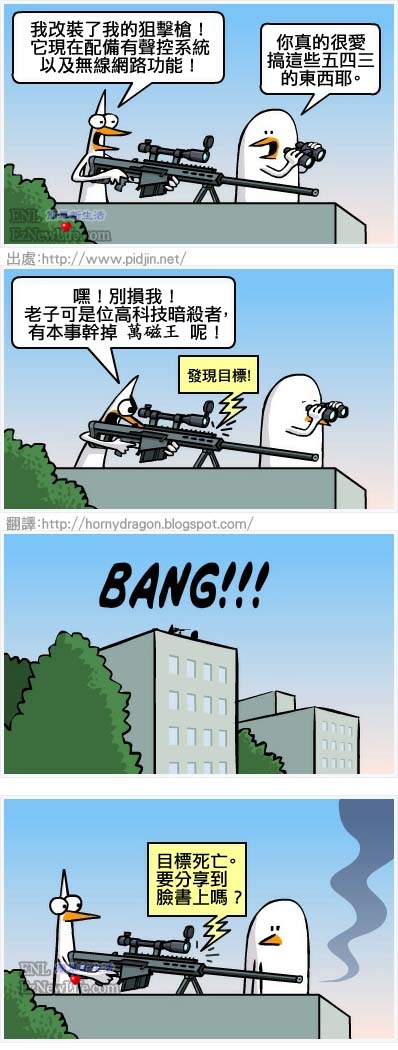 我改裝了我的狙擊槍！
它現在配備有聲控系統
以及無線網路功能！
你真的很愛
搞這些五四三
的東西耶。
ENL
EzNewLife.com
出處:http://www.pidjin.net/
嘿！別損我！
老子可是位高科技暗殺者,
有本事幹掉 萬磁王 呢！
發現目標!
翻譯:http://hornydragon.blogspot.com/
BANG!!!
目標死亡。
要分享到
臉書上嗎？
ENL
EzNewLife.com